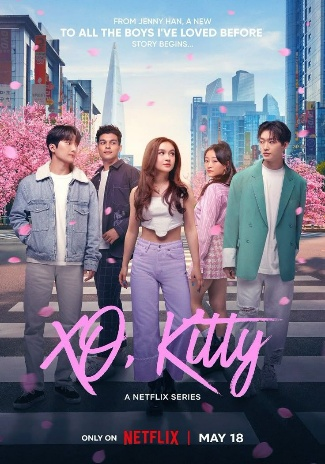 FROM JENNY HAN, A NEW
TO ALL THE BOYS I'VE LOVED BEFORE
STORY BEGINS...
XO, Kitty
A NETFLIX SERIES
ONLY ON NETFLIX | MAY 18